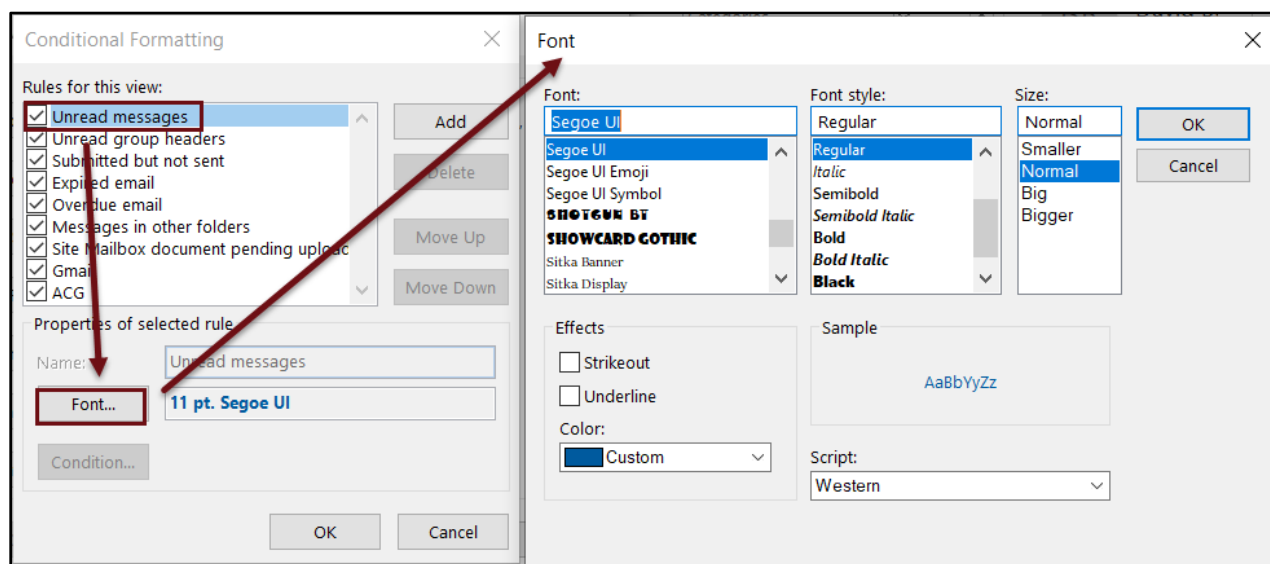 Conditional Formatting
Rules for this view:
Unread messages
Unread group headers
Submitted but not sent
Expired email
Overdue email
Messages in other folders
Site Mailbox document pending upload
Gmail
ACG
Add
Delete
Move Up
Move Down
Properties of selected rule
Name:
Unread messages
Font...
11 pt. Segoe UI
Condition...
OK
Cancel
Font
Font:
Font style:
Size:
Segoe UI
Regular
Normal
OK
Cancel
Segoe UI
Segoe UI Emoji
Segoe UI Symbol
SHOTGUN BT
SHOWCARD GOTHIC
Sitka Banner
Sitka Display
Regular
Italic
Semibold
Semibold Italic
Bold
Bold Italic
Black
Smaller
Normal
Big
Bigger
Effects
Strikeout
Underline
Color:
Custom
Sample
AaBbYyZz
Script:
Western